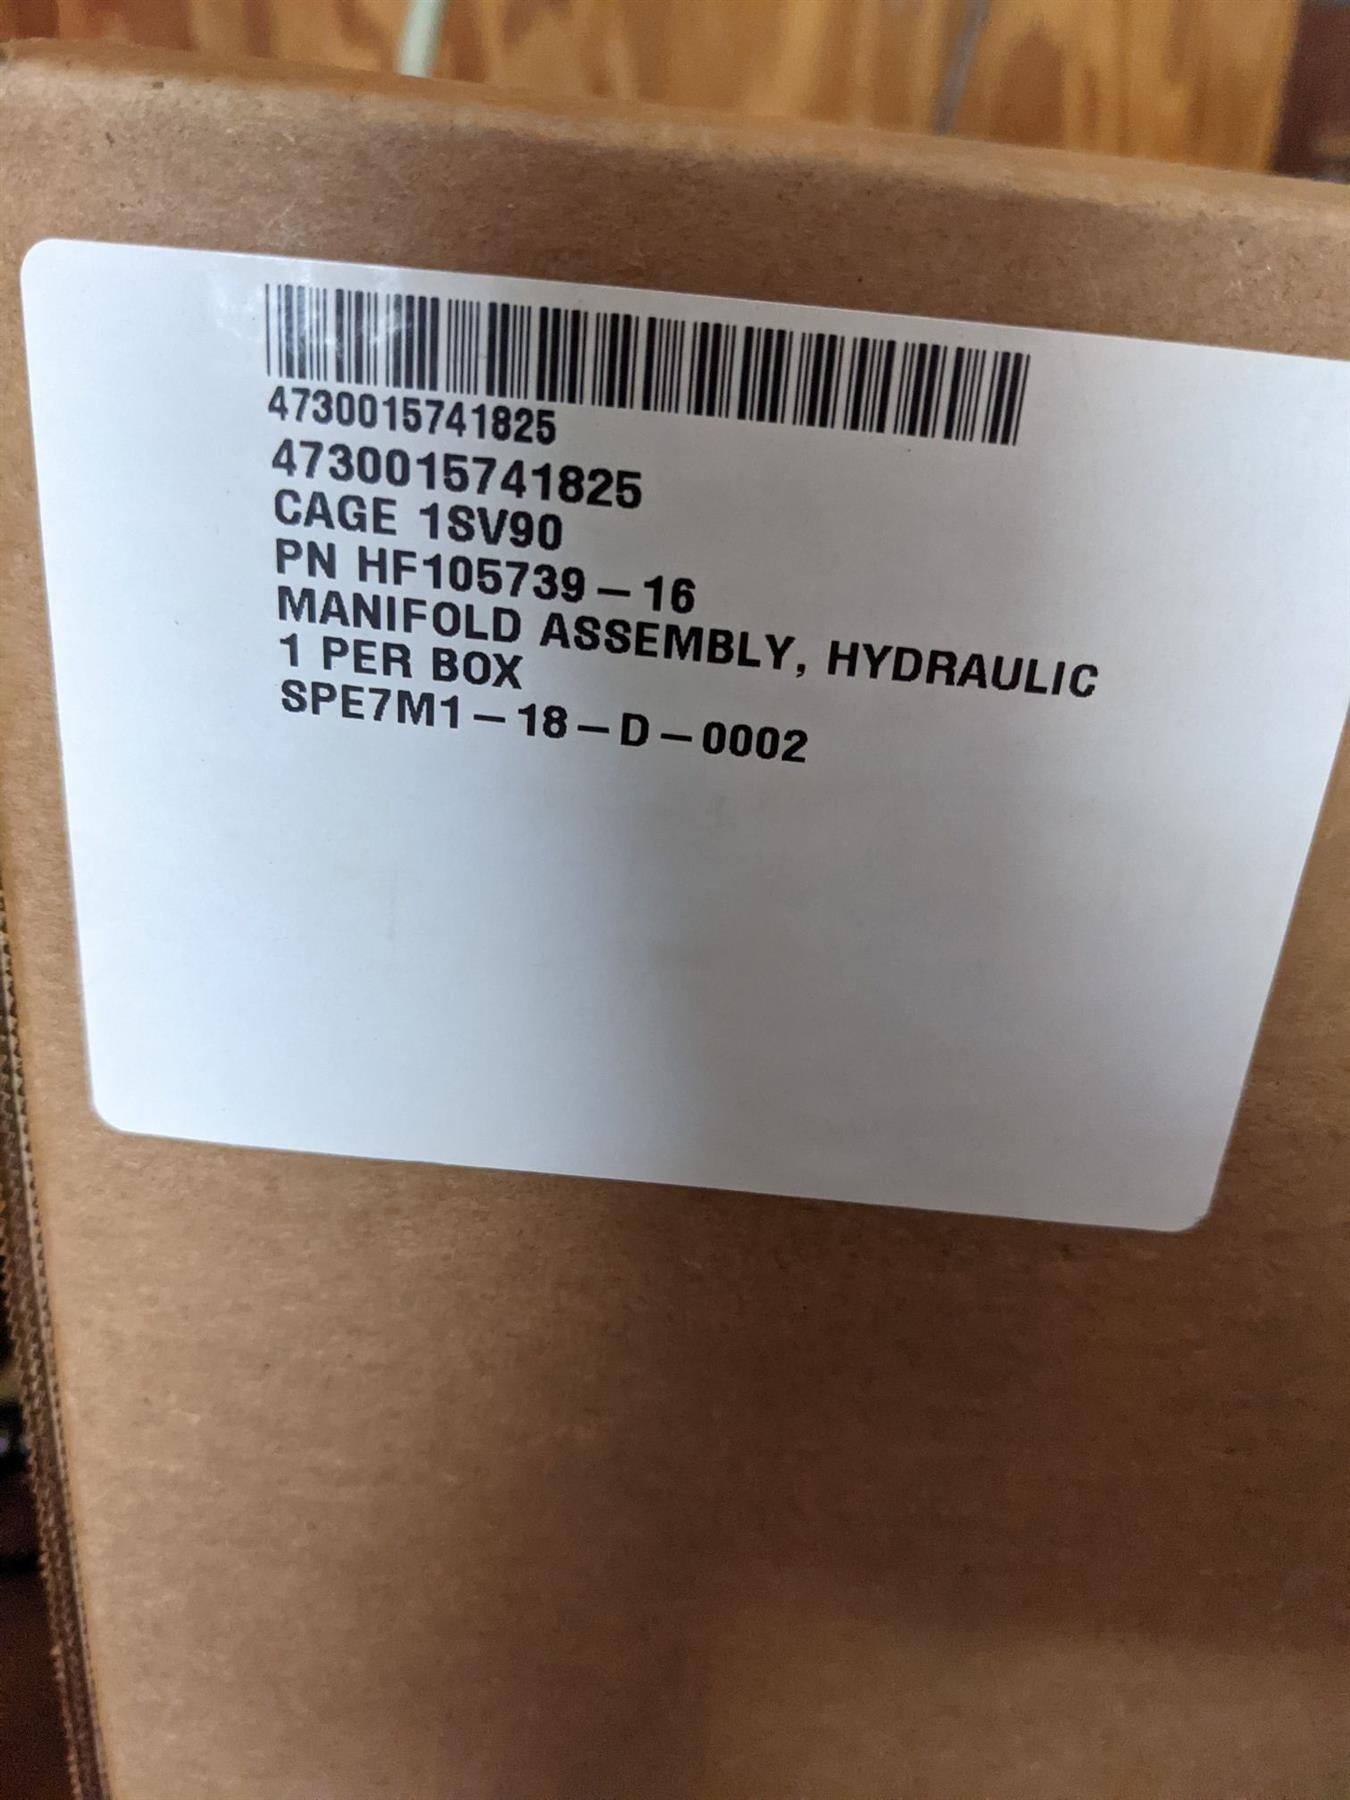 4730015741825
4730015741825
CAGE 1SV90
PN HF105739-16
MANIFOLD ASSEMBLY, HYDRAULIC
1 PER BOX
SPE7M1-18-D-0002